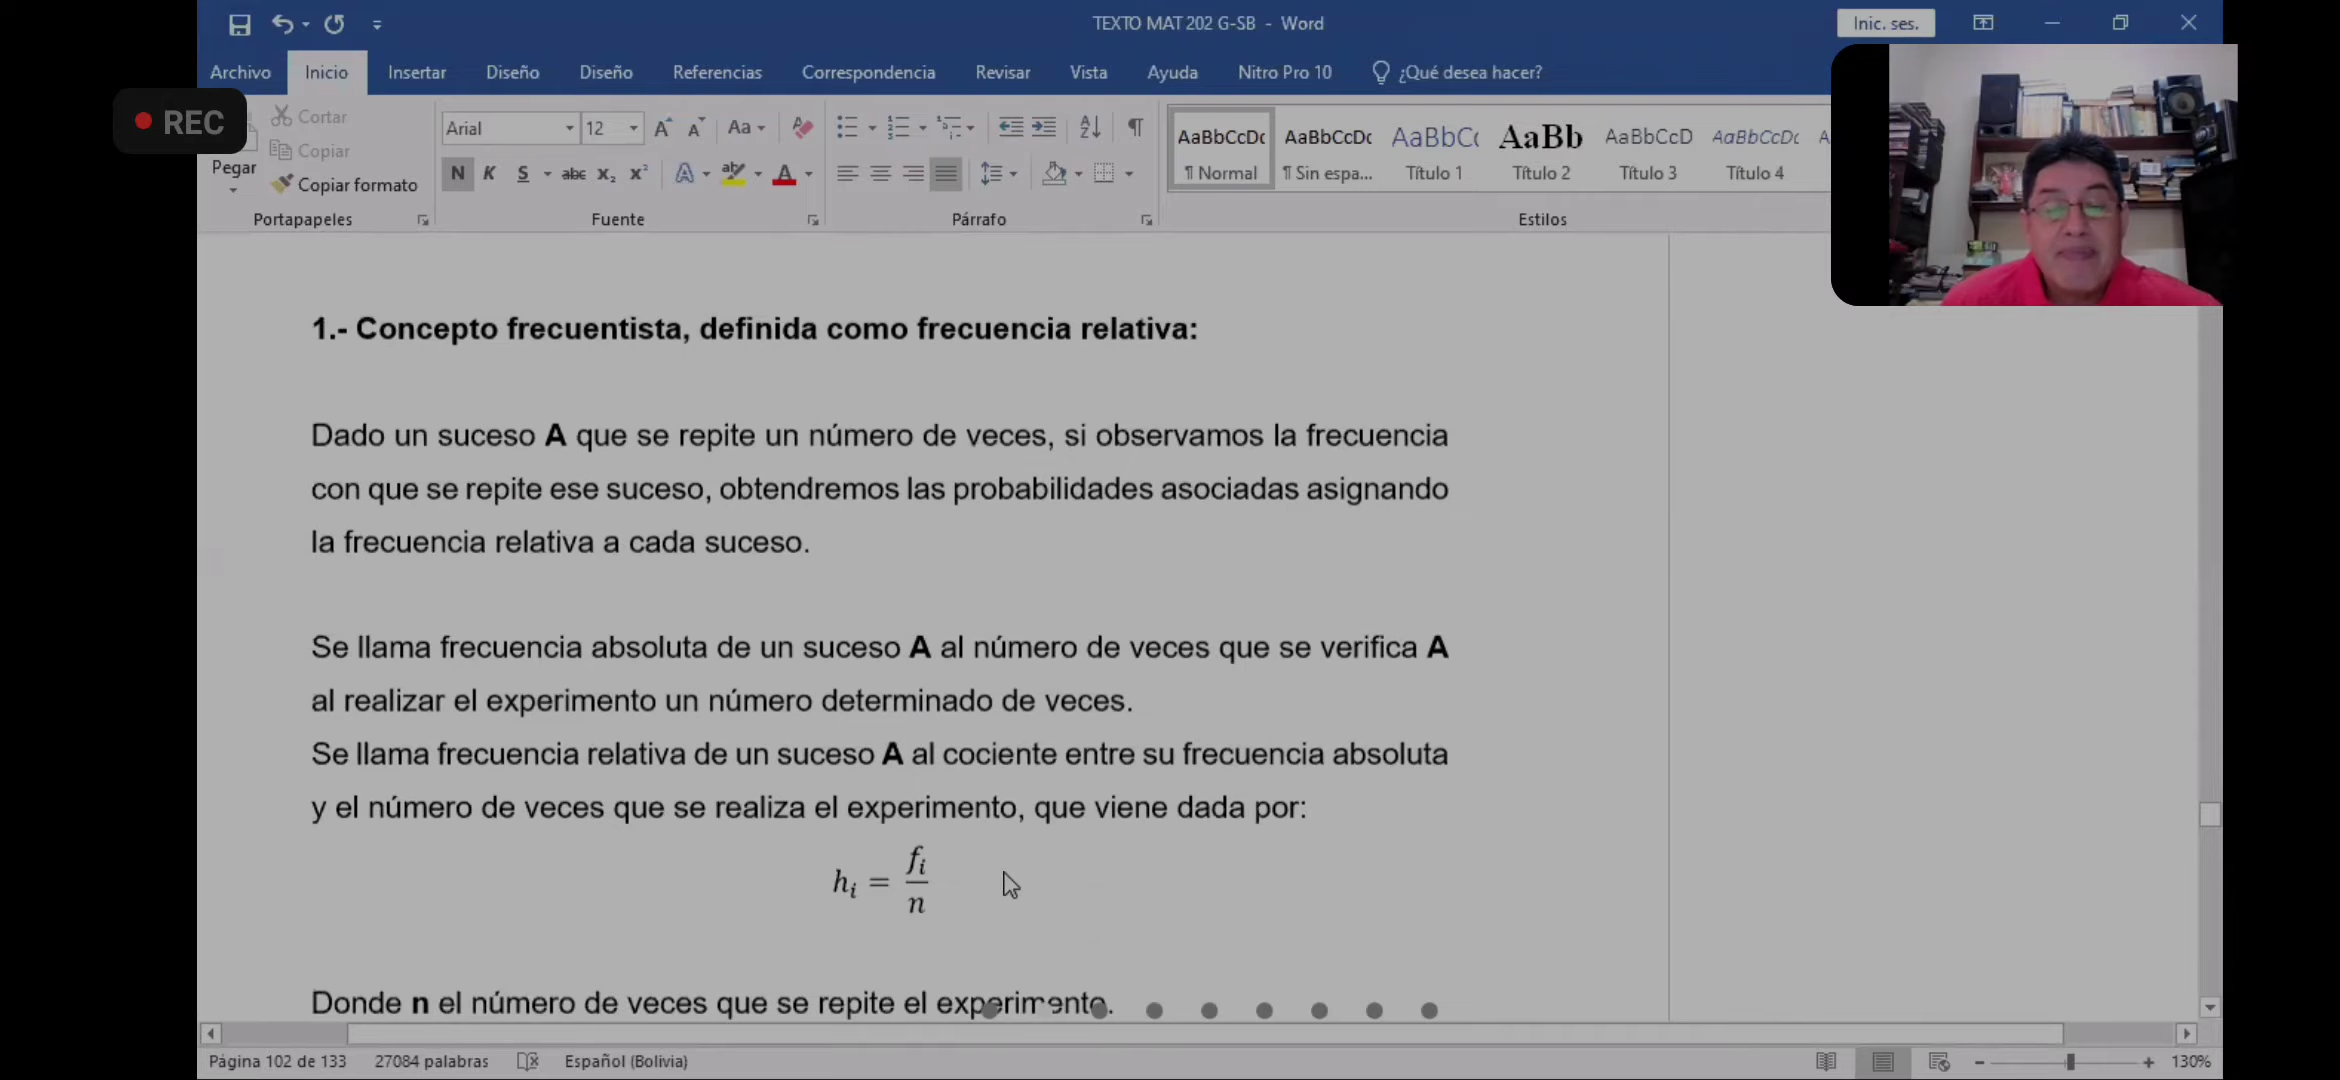 TEXTO MAT 202 G-SB - Word
Inic. ses.
Archivo Inicio Insertar Diseño Diseño Referencias Correspondencia Revisar Vista Ayuda Nitro Pro 10 ¿Qué desea hacer?
REC
Pegar
Cortar
Copiar
Copiar formato
Portapapeles
Arial 12
N K S abc x₂ x²
Fuente
Párrafo
AaBbCcDc AaBbCcDc AaBbC( AaBb AaBbCcD AaBbCcDc
¶ Normal ¶ Sin espa... Título 1 Título 2 Título 3 Título 4
Estilos
1.- Concepto frecuentista, definida como frecuencia relativa:
Dado un suceso A que se repite un número de veces, si observamos la frecuencia
con que se repite ese suceso, obtendremos las probabilidades asociadas asignando
la frecuencia relativa a cada suceso.
Se llama frecuencia absoluta de un suceso A al número de veces que se verifica A
al realizar el experimento un número determinado de veces.
Se llama frecuencia relativa de un suceso A al cociente entre su frecuencia absoluta
y el número de veces que se realiza el experimento, que viene dada por:
hᵢ = fᵢ/n
Donde n el número de veces que se repite el experimento.
Página 102 de 133 27084 palabras Español (Bolivia) 130%